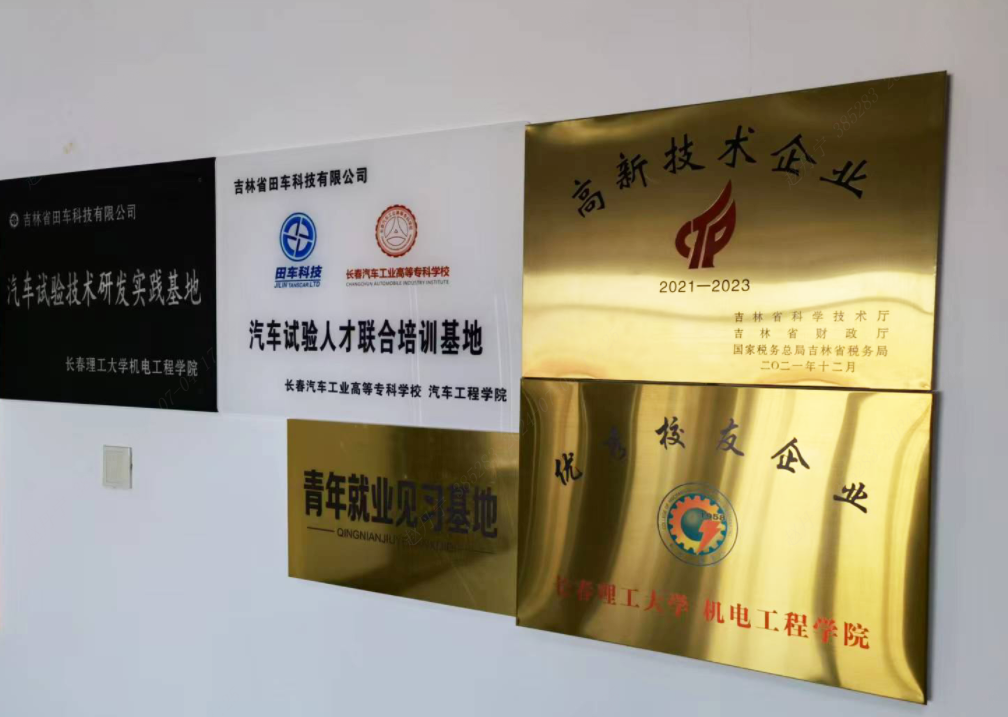 吉林省田车科技有限公司
汽车试验技术研发实践基地
长春理工大学机电工程学院
吉林省田车科技有限公司
田车科技
JILIN TIANCAR LTD
长春汽车工业高等专科学校
CHANGCHUN AUTOMOBILE INDUSTRY INSTITUTE
汽车试验人才联合培训基地
长春汽车工业高等专科学校 汽车工程学院
高新技术企业
2021—2023
吉林省科学技术厅
吉林省财政厅
国家税务总局吉林省税务局
二〇二一年十二月
青年就业见习基地
优秀校友企业
1958
长春理工大学 机电工程学院